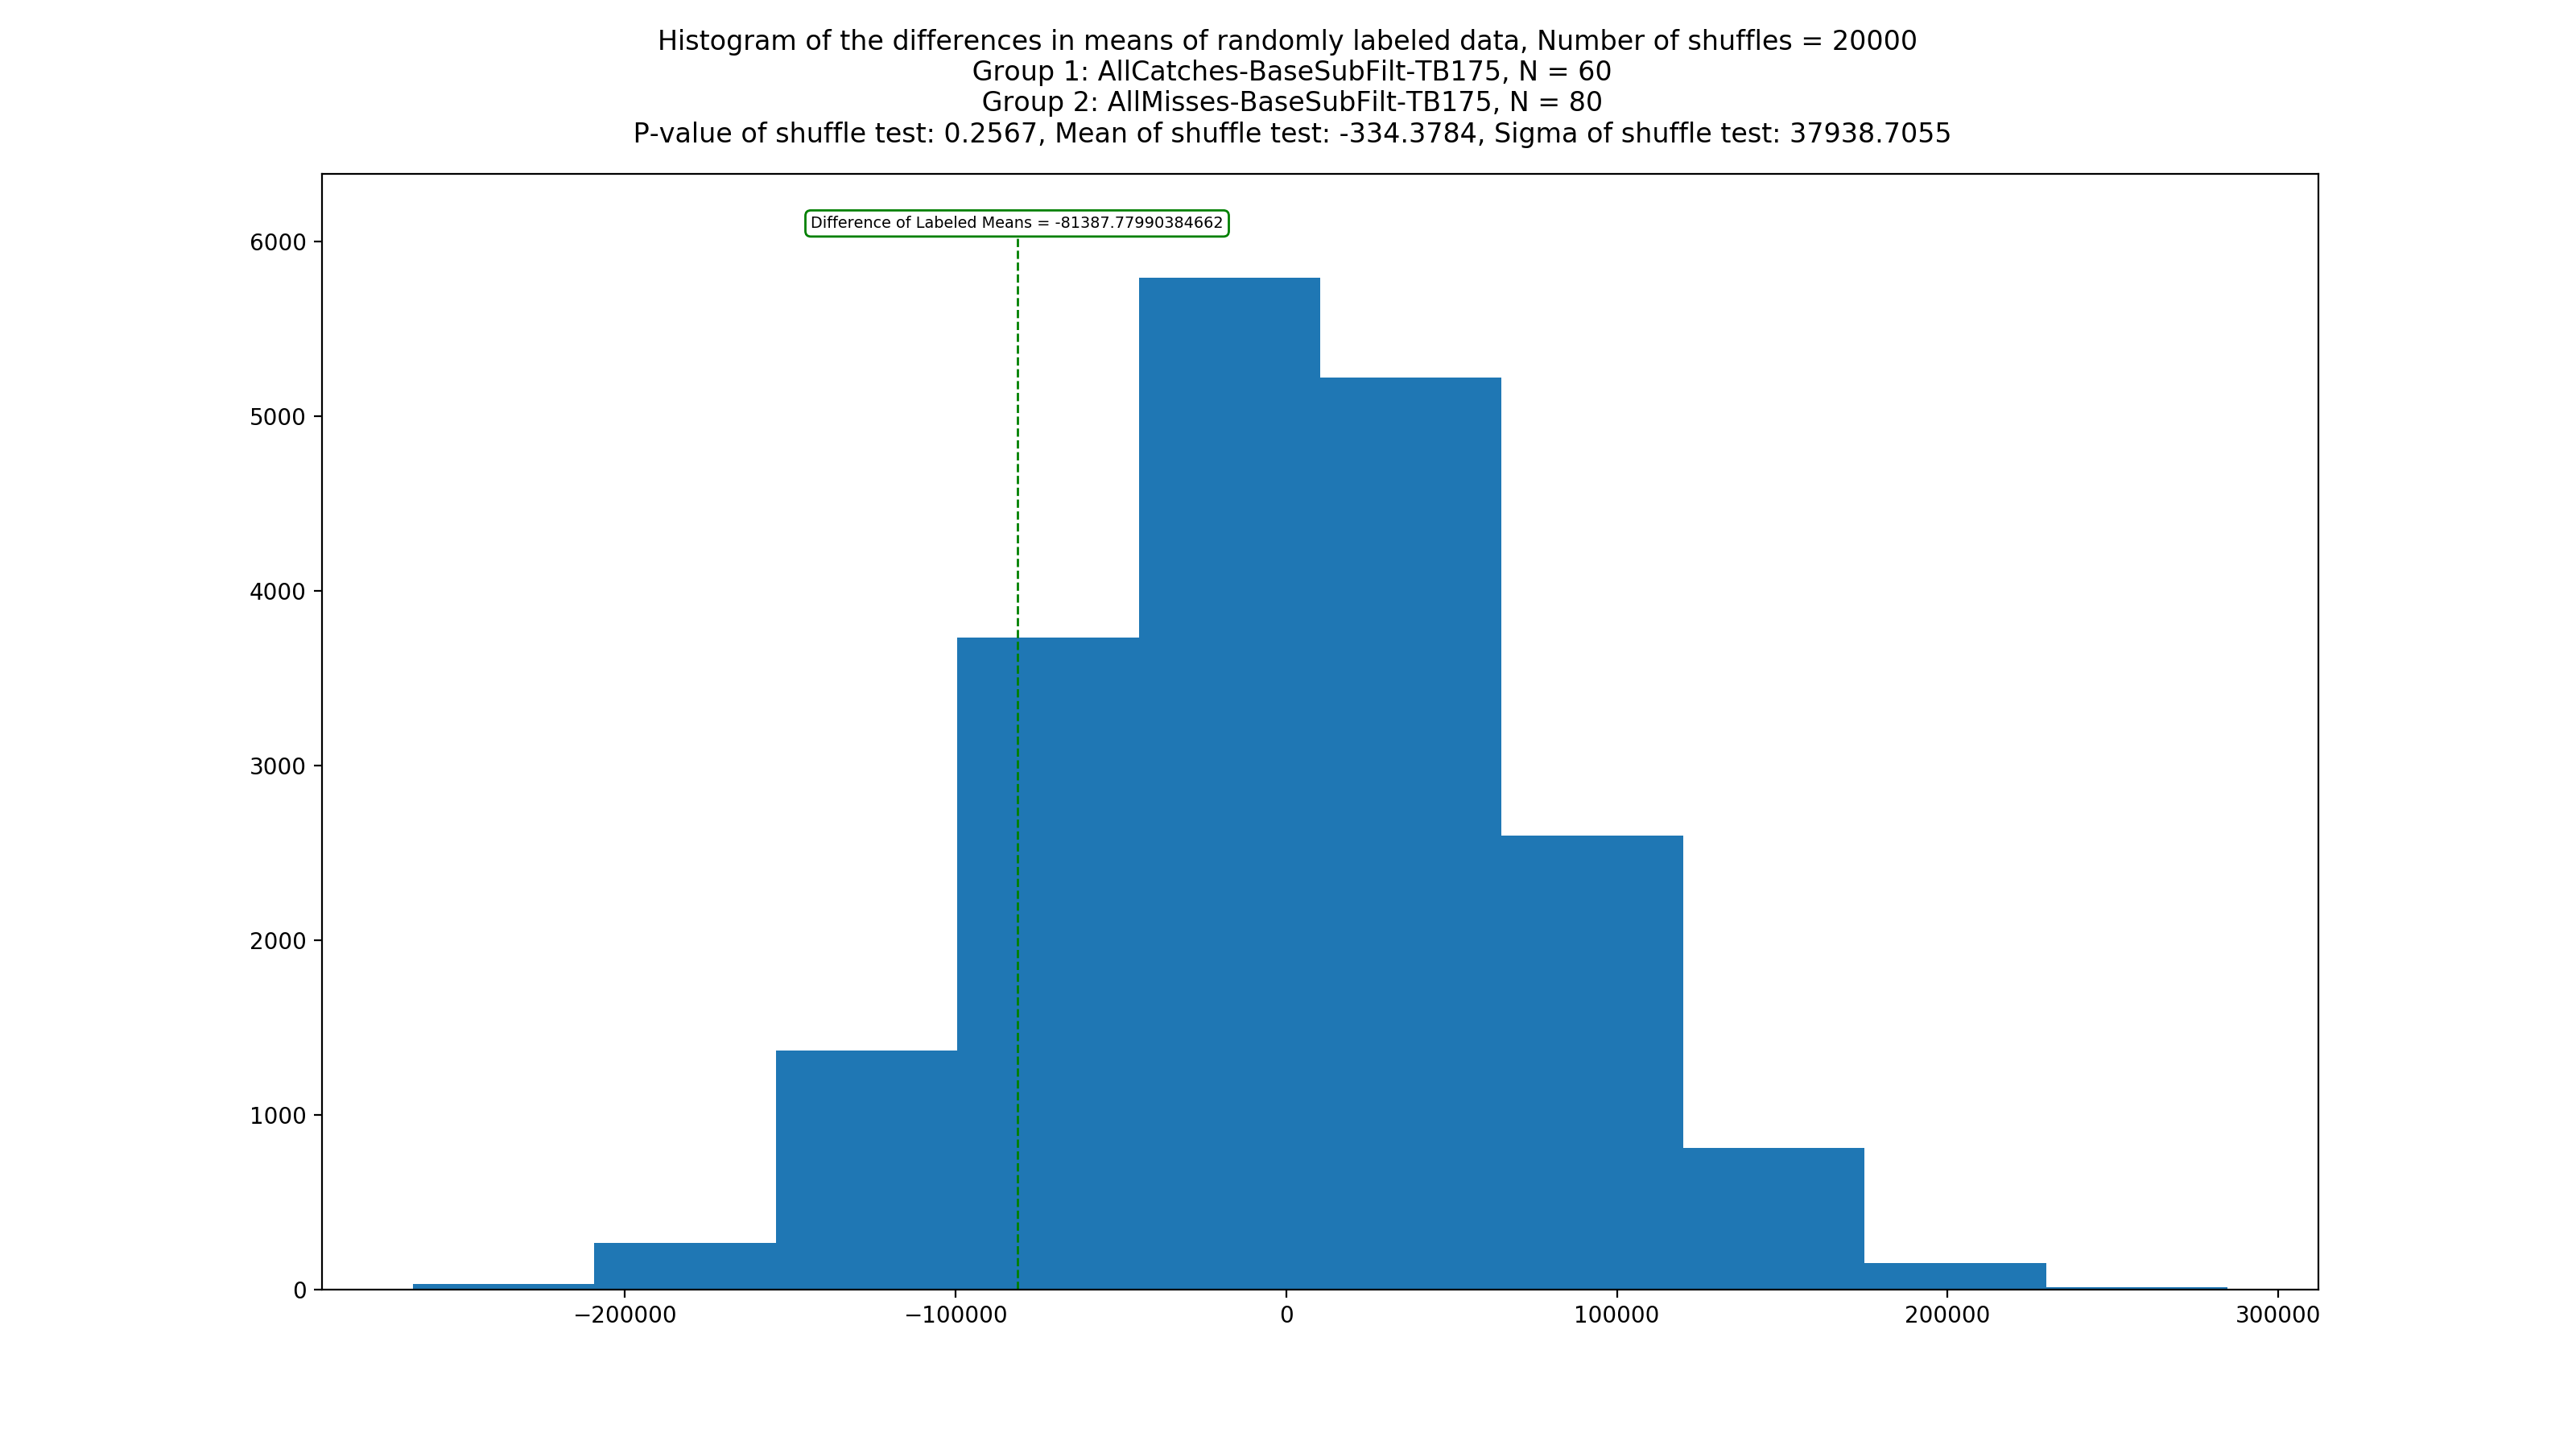 Histogram of the differences in means of randomly labeled data, Number of shuffles = 20000
Group 1: AllCatches-BaseSubFilt-TB175, N = 60
Group 2: AllMisses-BaseSubFilt-TB175, N = 80
P-value of shuffle test: 0.2567, Mean of shuffle test: -334.3784, Sigma of shuffle test: 37938.7055
Difference of Labeled Means = -81387.77990384662
6000
5000
4000
3000
2000
1000
0
−200000 −100000 0 100000 200000 300000